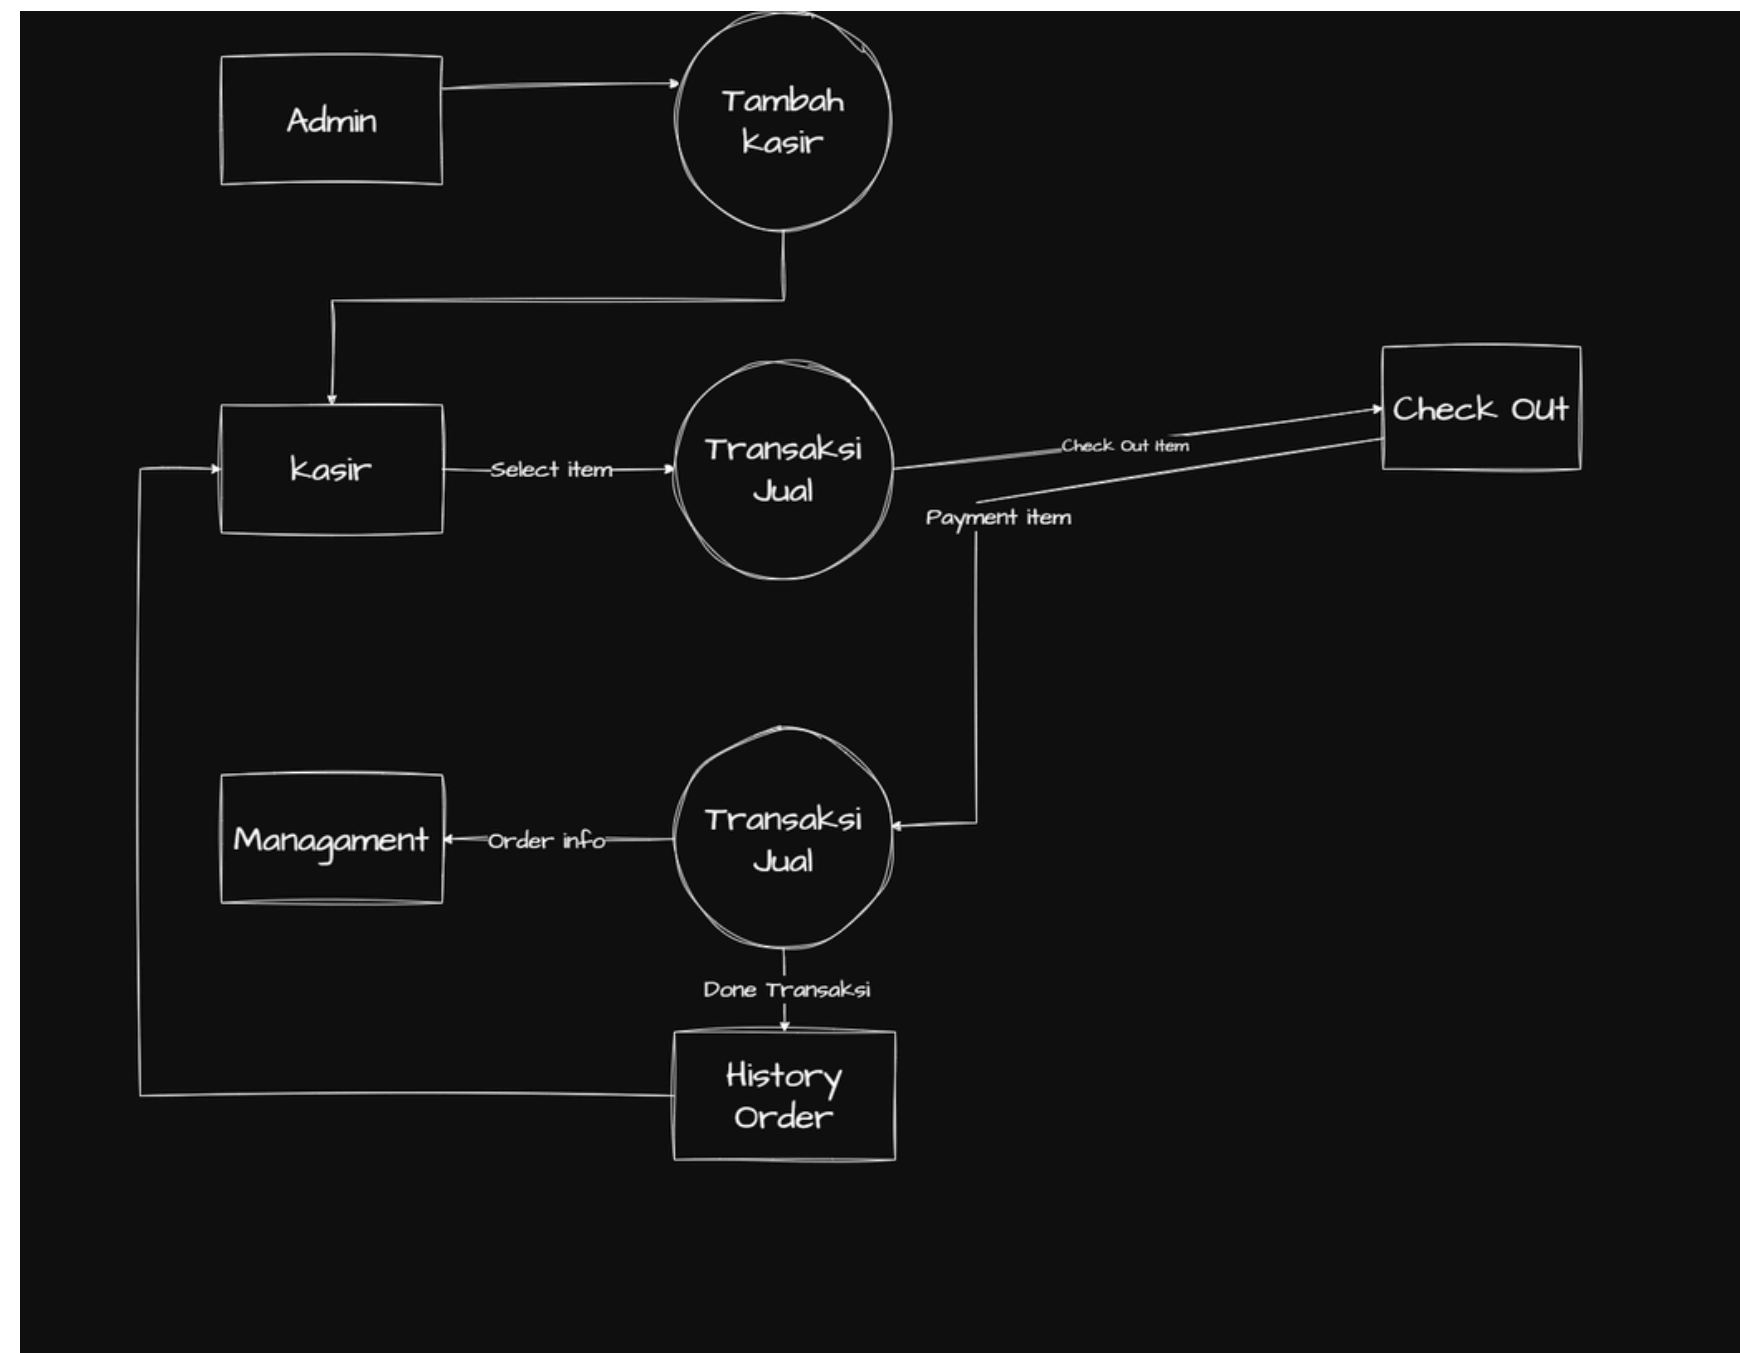 Admin
Tambah
kasir
kasir
Select item
Transaksi
Jual
Check Out Item
Check Out
Payment item
Managament
Order info
Transaksi
Jual
Done Transaksi
History
Order